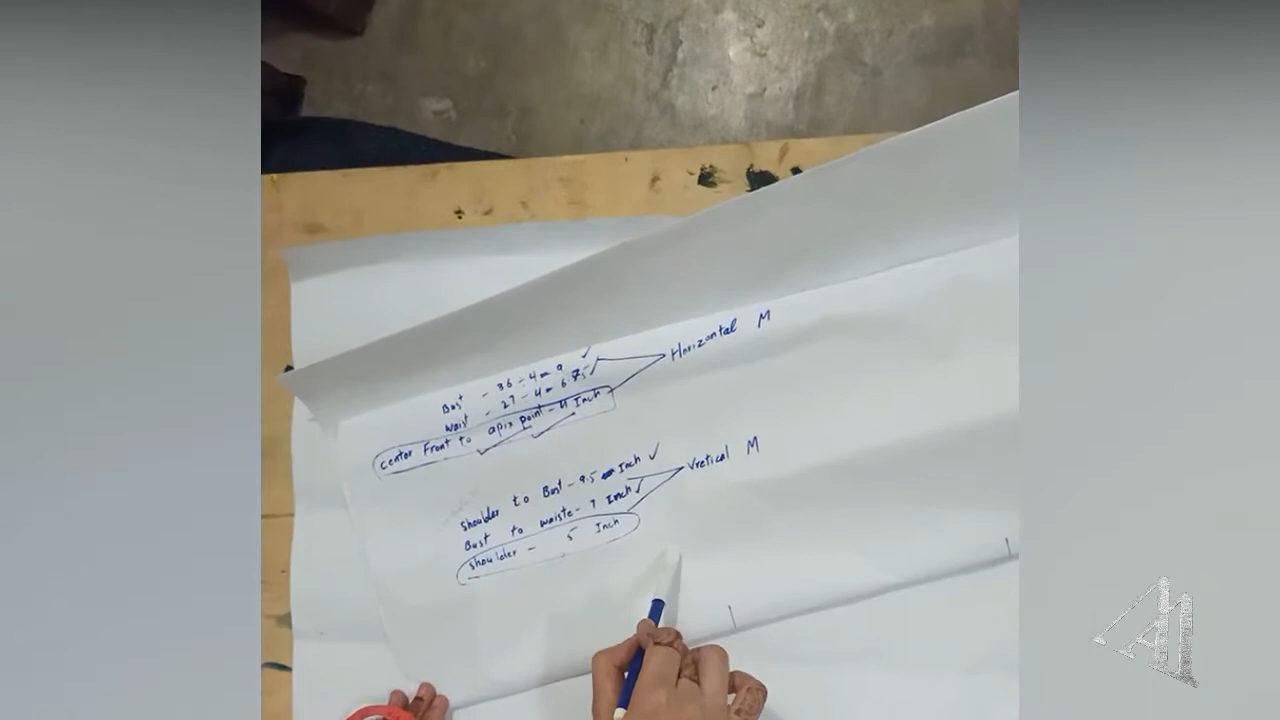 Bust - 36 ÷ 4 = 9 ✓
waist - 27 ÷ 4 = 6.75 ✓
center Front to apix point - 4 Inch
Horizontal M
shoulder to Bust - 9.5 Inch ✓
Bust to waiste - 7 Inch ✓
shoulder - 5 Inch
Vretical M